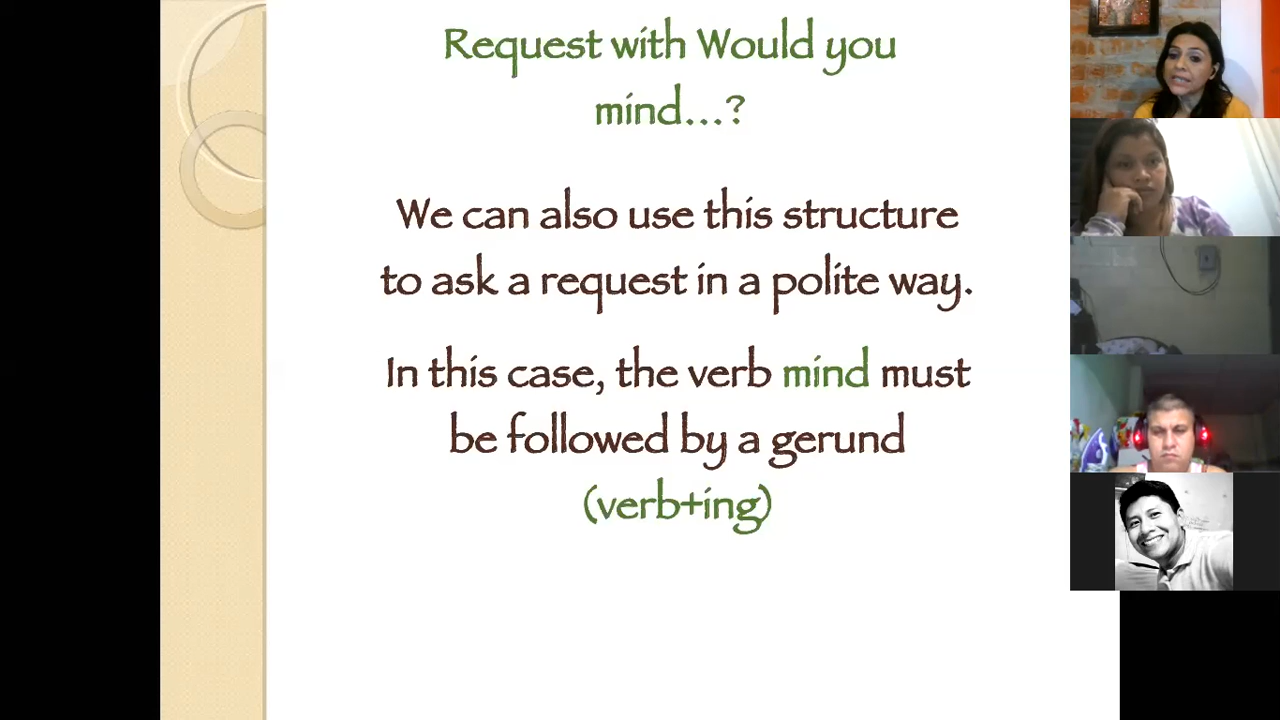 Request with Would you
mind...?
We can also use this structure
to ask a request in a polite way.
In this case, the verb mind must
be followed by a gerund
(verb+ing)